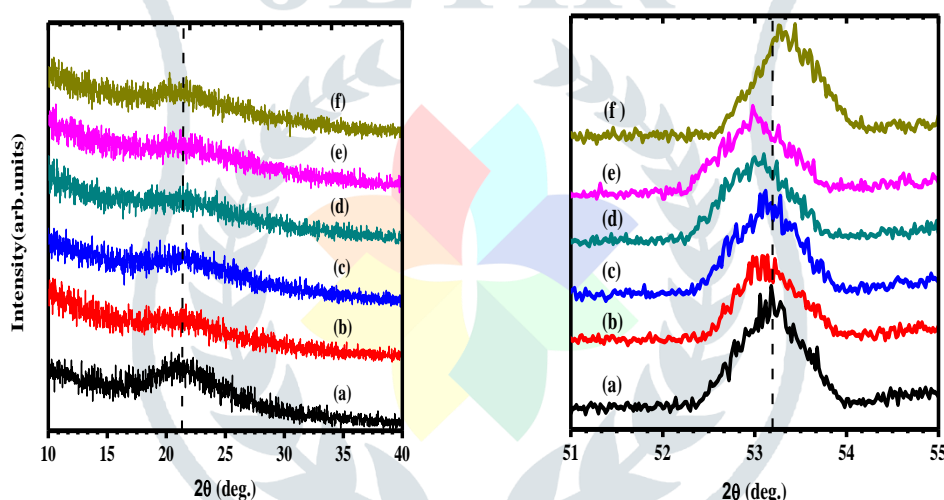 JETIR
Intensity(arb.units)
(f)
(e)
(d)
(c)
(b)
(a)
10 15 20 25 30 35 40
2θ (deg.)
(f )
(e)
(d)
(c)
(b)
(a)
51 52 53 54 55
2θ (deg.)